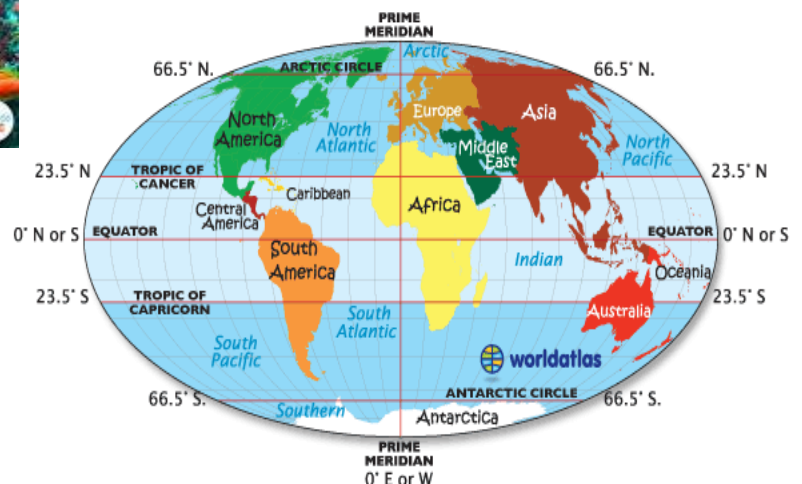 PRIME
MERIDIAN
Arctic
66.5° N.
ARCTIC CIRCLE
66.5° N.
North
America
Europe
Asia
North
Atlantic
Middle
East
North
Pacific
23.5° N
TROPIC OF
CANCER
23.5° N
Caribbean
Central
America
Africa
0° N or S
EQUATOR
EQUATOR
0° N or S
South
America
Indian
Oceania
23.5° S
TROPIC OF
CAPRICORN
23.5° S
South
Atlantic
Australia
South
Pacific
worldatlas
66.5° S.
ANTARCTIC CIRCLE
66.5° S.
Southern
Antarctica
PRIME
MERIDIAN
0° E or W